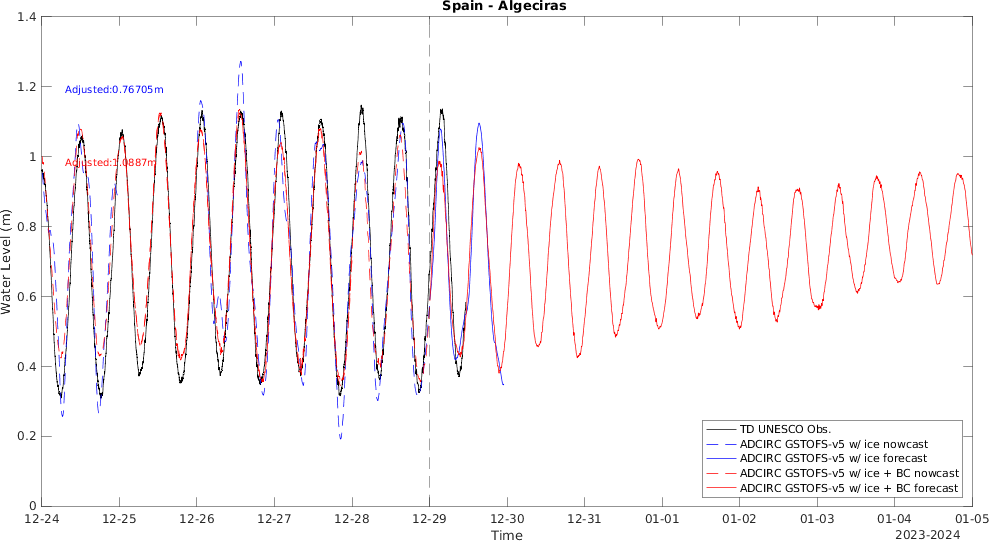 Spain - Algeciras
1.4
1.2
1
0.8
0.6
0.4
0.2
0
Water Level (m)
Adjusted:0.76705m
Adjusted:1.0887m
TD UNESCO Obs.
ADCIRC GSTOFS-v5 w/ ice nowcast
ADCIRC GSTOFS-v5 w/ ice forecast
ADCIRC GSTOFS-v5 w/ ice + BC nowcast
ADCIRC GSTOFS-v5 w/ ice + BC forecast
12-24 12-25 12-26 12-27 12-28 12-29 12-30 12-31 01-01 01-02 01-03 01-04 01-05
Time
2023-2024